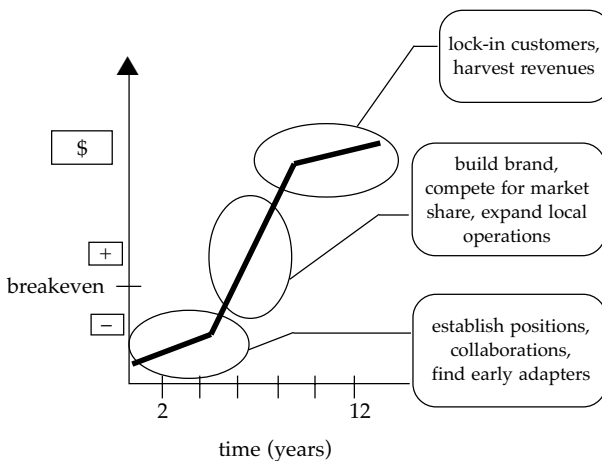 lock-in customers,
harvest revenues
$
build brand,
compete for market
share, expand local
operations
+
breakeven
–
establish positions,
collaborations,
find early adapters
2
12
time (years)